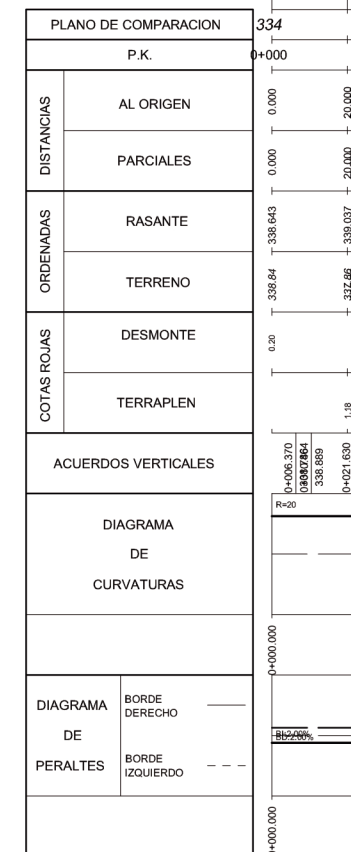 PLANO DE COMPARACION 334
P.K. 0+000
DISTANCIAS
AL ORIGEN 0.000 20.000
PARCIALES 0.000 20.000
ORDENADAS
RASANTE 338.643 339.037
TERRENO 338.84 337.86
COTAS ROJAS
DESMONTE 0.20
TERRAPLEN 1.18
ACUERDOS VERTICALES 0+006.370 338.889 0+021.630
DIAGRAMA
DE
CURVATURAS
R=20
0+000.000
DIAGRAMA
DE
PERALTES
BORDE
DERECHO
BORDE
IZQUIERDO
0+000.000